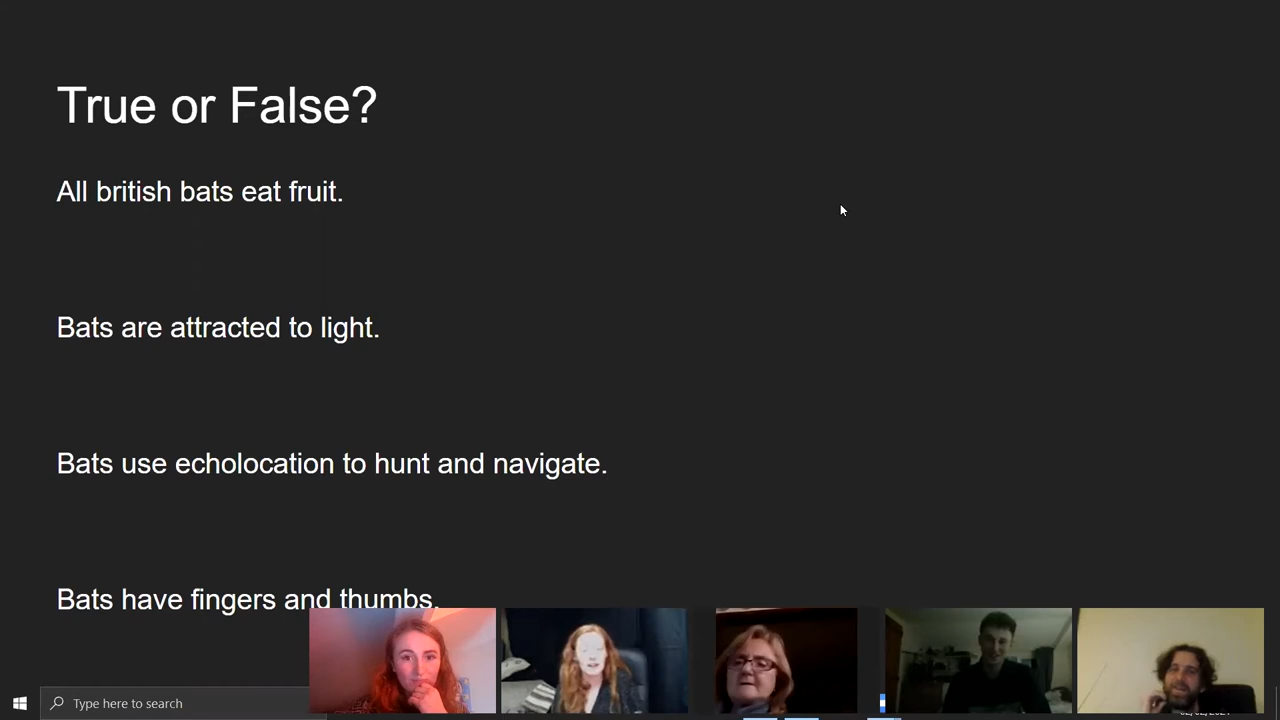 True or False?
All british bats eat fruit.
Bats are attracted to light.
Bats use echolocation to hunt and navigate.
Bats have fingers and thumbs.
Type here to search